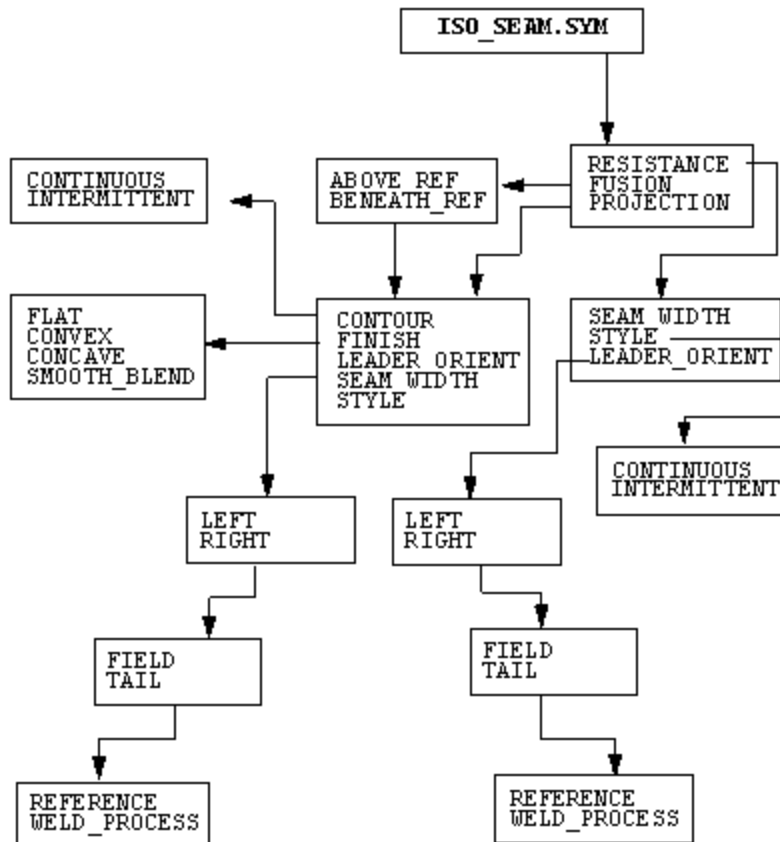 ISO_SEAM.SYM
RESISTANCE
FUSION
PROJECTION
ABOVE_REF
BENEATH_REF
CONTINUOUS
INTERMITTENT
FLAT
CONVEX
CONCAVE
SMOOTH_BLEND
CONTOUR
FINISH
LEADER_ORIENT
SEAM_WIDTH
STYLE
SEAM_WIDTH
STYLE
LEADER_ORIENT
CONTINUOUS
INTERMITTENT
LEFT
RIGHT
LEFT
RIGHT
FIELD
TAIL
FIELD
TAIL
REFERENCE
WELD_PROCESS
REFERENCE
WELD_PROCESS